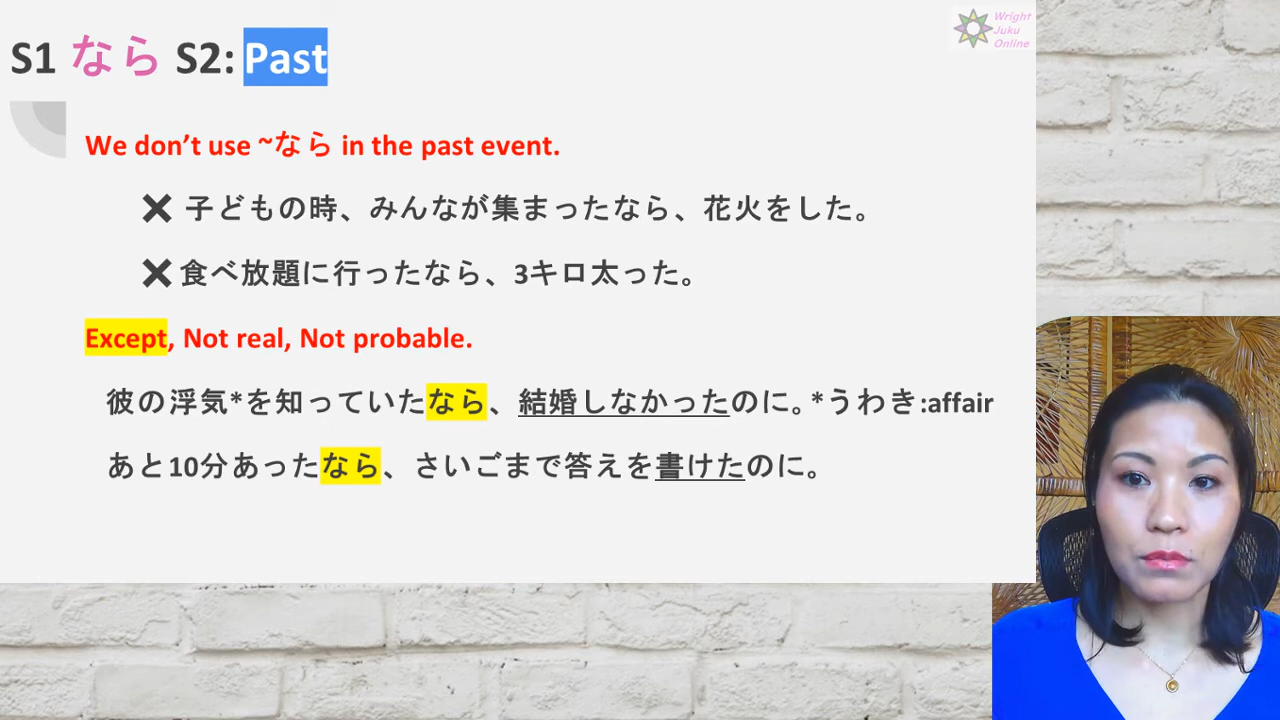 S1 なら S2: Past
Wright
Juku
Online
We don’t use ~なら in the past event.
❌ 子どもの時、みんなが集まったなら、花火をした。
❌ 食べ放題に行ったなら、3キロ太った。
Except, Not real, Not probable.
彼の浮気*を知っていたなら、結婚しなかったのに。*うわき:affair
あと10分あったなら、さいごまで答えを書けたのに。